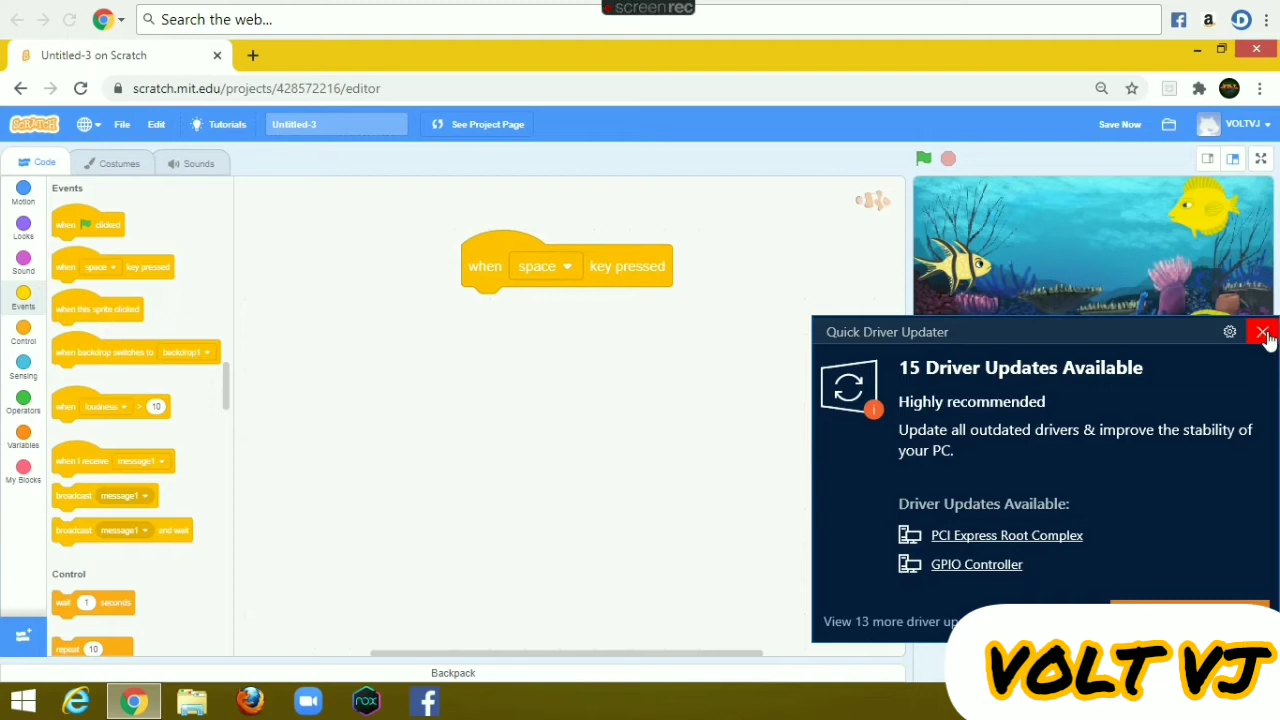 screenrec
Search the web...
Untitled-3 on Scratch
scratch.mit.edu/projects/428572216/editor
SCRATCH File Edit Tutorials Untitled-3 See Project Page Save Now VOLTVJ
Code Costumes Sounds
Motion
Looks
Sound
Events
Control
Sensing
Operators
Variables
My Blocks
Events
when clicked
when space key pressed
when this sprite clicked
when backdrop switches to backdrop1
when loudness > 10
when I receive message1
broadcast message1
broadcast message1 and wait
Control
wait 1 seconds
repeat 10
when space key pressed
Backpack
Quick Driver Updater
15 Driver Updates Available
Highly recommended
Update all outdated drivers & improve the stability of
your PC.
Driver Updates Available:
PCI Express Root Complex
GPIO Controller
View 13 more driver
VOLT VJ
nox